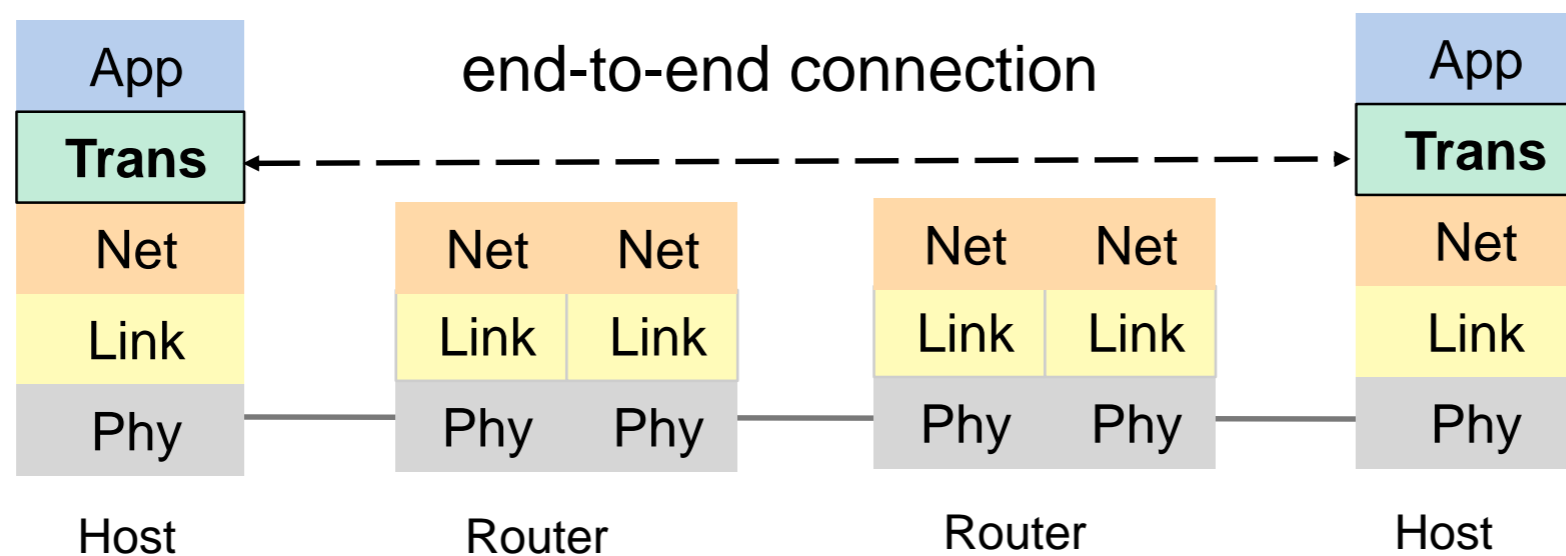 App end-to-end connection App
Trans Trans
Net Net Net Net Net Net
Link Link Link Link Link Link
Phy Phy Phy Phy Phy Phy
Host Router Router Host